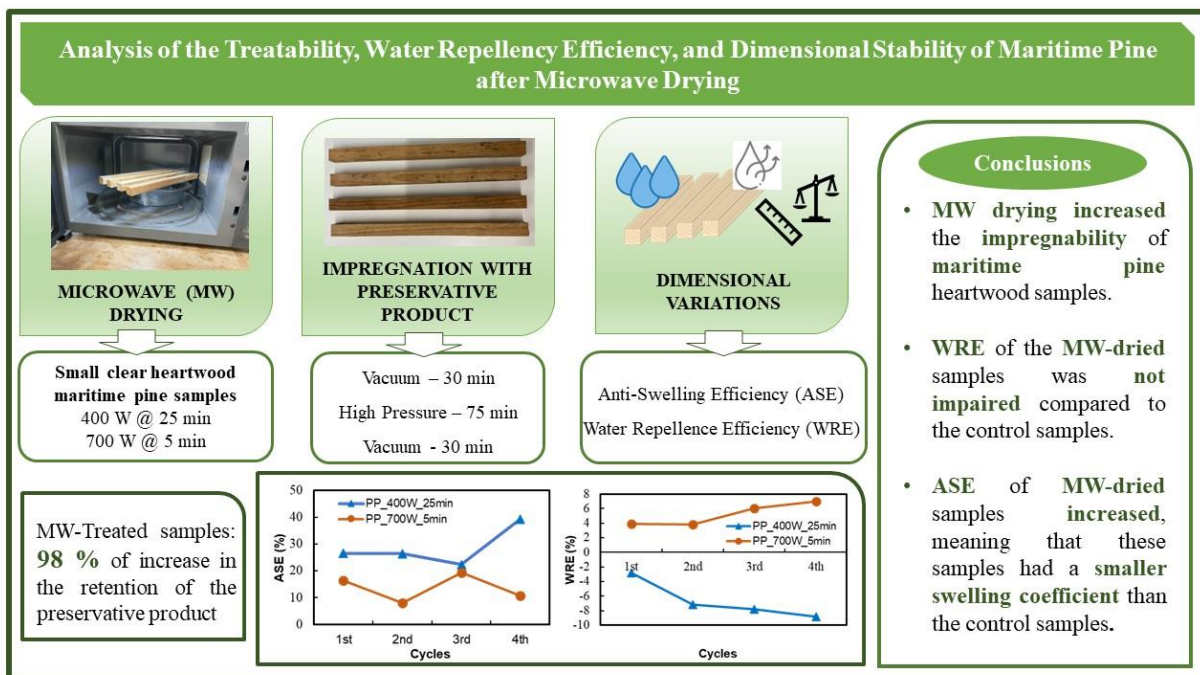 Analysis of the Treatability, Water Repellency Efficiency, and Dimensional Stability of Maritime Pine
after Microwave Drying
MICROWAVE (MW)
DRYING
Small clear heartwood
maritime pine samples
400 W @ 25 min
700 W @ 5 min
IMPREGNATION WITH
PRESERVATIVE
PRODUCT
Vacuum – 30 min
High Pressure – 75 min
Vacuum - 30 min
DIMENSIONAL
VARIATIONS
Anti-Swelling Efficiency (ASE)
Water Repellence Efficiency (WRE)
MW-Treated samples:
98 % of increase in
the retention of the
preservative product
ASE (%)
50
40
30
20
10
0
PP_400W_25min
PP_700W_5min
1st 2nd 3rd 4th
Cycles
WRE (%)
8
6
4
2
0
-2
-4
-6
-8
-10
PP_400W_25min
PP_700W_5min
1st 2nd 3rd 4th
Cycles
Conclusions
• MW drying increased
the impregnability of
maritime pine
heartwood samples.
• WRE of the MW-dried
samples was not
impaired compared to
the control samples.
• ASE of MW-dried
samples increased,
meaning that these
samples had a smaller
swelling coefficient than
the control samples.